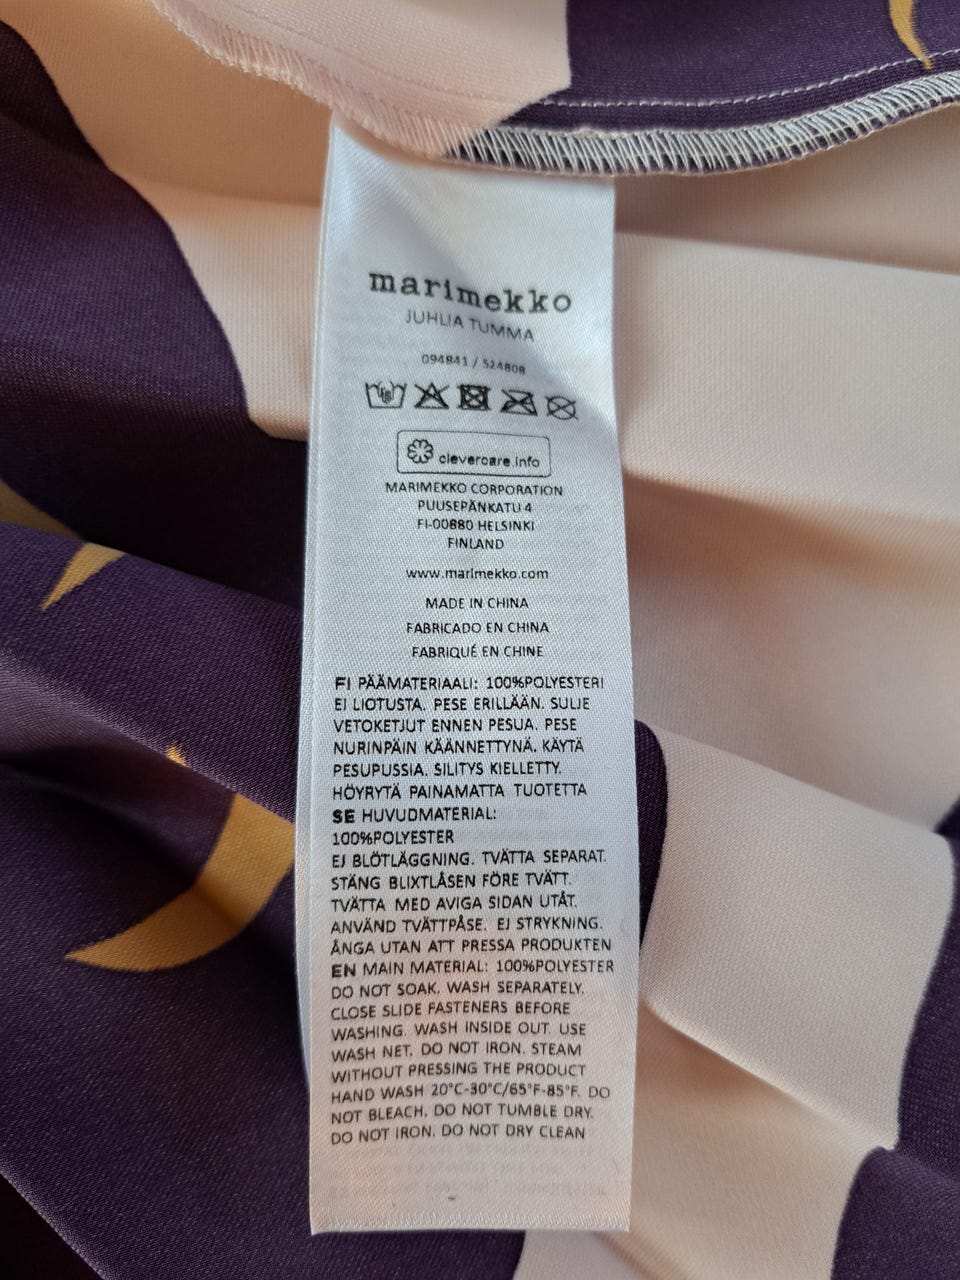 marimekko
JUHLIA TUMMA
094841 / 524808
clevercare.info
MARIMEKKO CORPORATION
PUUSEPÄNKATU 4
FI-00880 HELSINKI
FINLAND
www.marimekko.com
MADE IN CHINA
FABRICADO EN CHINA
FABRIQUÉ EN CHINE
FI PÄÄMATERIAALI: 100%POLYESTERI
EI LIOTUSTA. PESE ERILLÄÄN. SULJE
VETOKETJUT ENNEN PESUA. PESE
NURINPÄIN KÄÄNNETTYNÄ. KÄYTÄ
PESUPUSSIA. SILITYS KIELLETTY.
HÖYRYTÄ PAINAMATTA TUOTETTA
SE HUVUDMATERIAL:
100%POLYESTER
EJ BLÖTLÄGGNING. TVÄTTA SEPARAT.
STÄNG BLIXTLÅSEN FÖRE TVÄTT.
TVÄTTA MED AVIGA SIDAN UTÅT.
ANVÄND TVÄTTPÅSE. EJ STRYKNING.
ÅNGA UTAN ATT PRESSA PRODUKTEN
EN MAIN MATERIAL: 100%POLYESTER
DO NOT SOAK. WASH SEPARATELY.
CLOSE SLIDE FASTENERS BEFORE
WASHING. WASH INSIDE OUT. USE
WASH NET. DO NOT IRON. STEAM
WITHOUT PRESSING THE PRODUCT
HAND WASH 20°C-30°C/65°F-85°F. DO
NOT BLEACH. DO NOT TUMBLE DRY.
DO NOT IRON. DO NOT DRY CLEAN